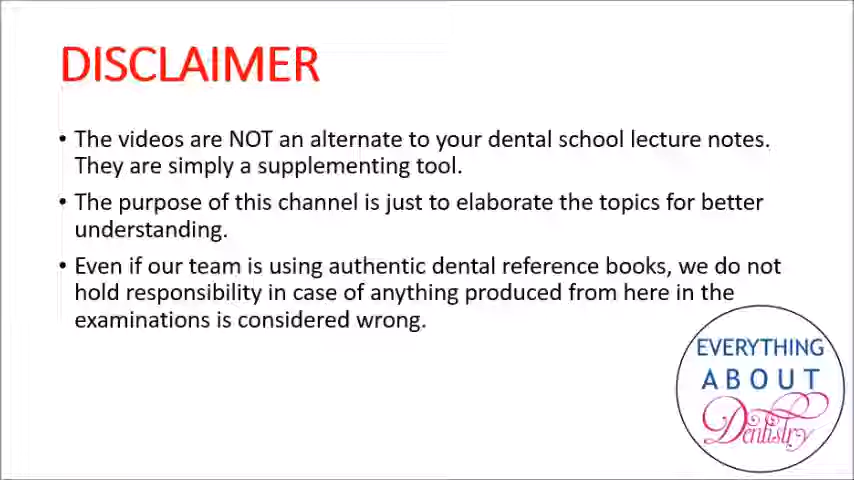 DISCLAIMER
• The videos are NOT an alternate to your dental school lecture notes.
They are simply a supplementing tool.
• The purpose of this channel is just to elaborate the topics for better
understanding.
• Even if our team is using authentic dental reference books, we do not
hold responsibility in case of anything produced from here in the
examinations is considered wrong.
EVERYTHING
ABOUT
Dentistry